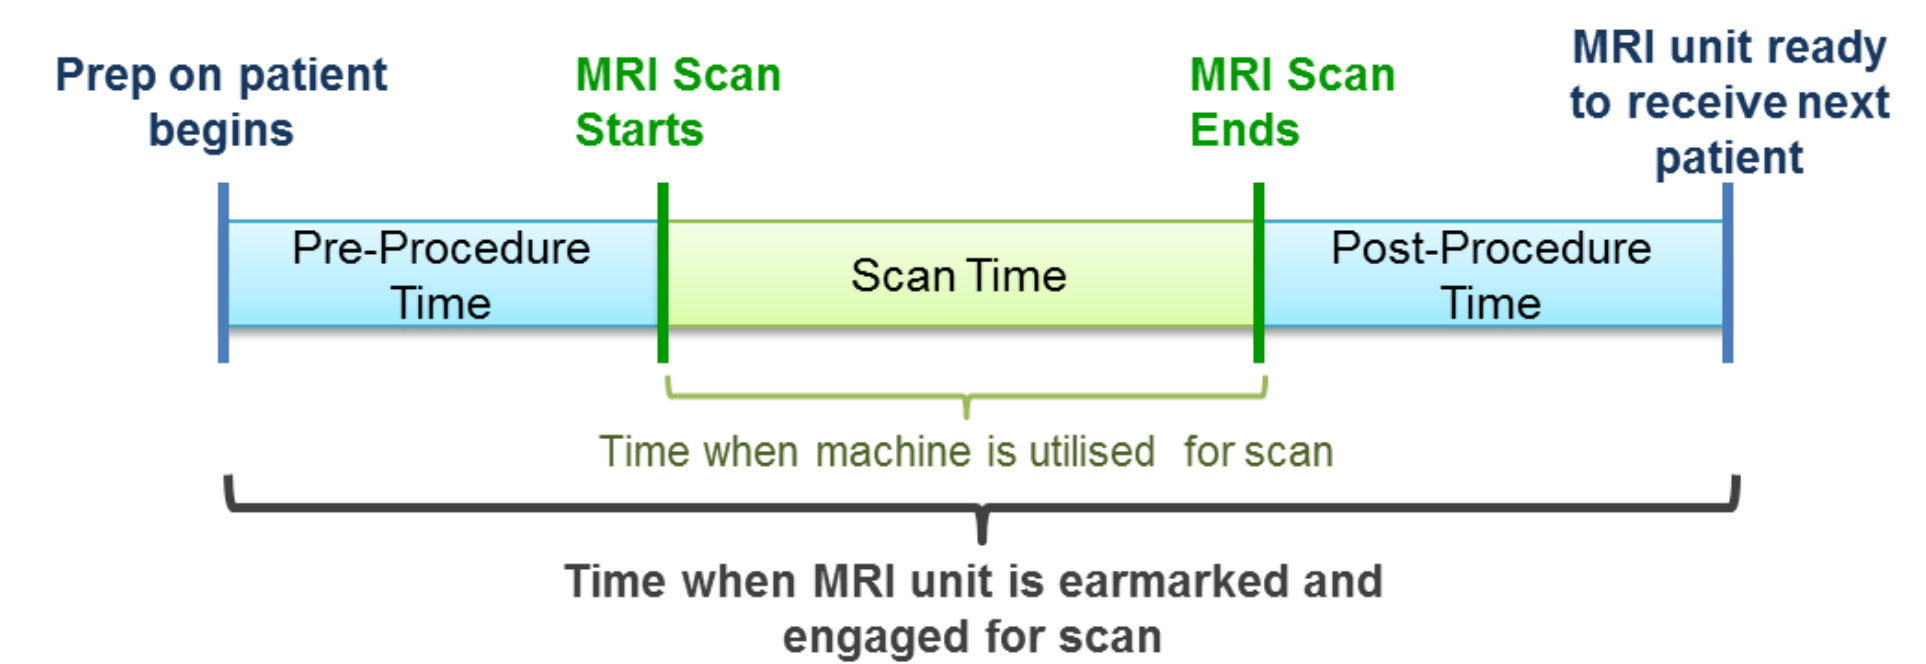 Prep on patient
begins
MRI Scan
Starts
MRI Scan
Ends
MRI unit ready
to receive next
patient
Pre-Procedure
Time
Scan Time
Post-Procedure
Time
Time when machine is utilised for scan
Time when MRI unit is earmarked and
engaged for scan